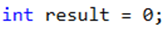 int result = 0;